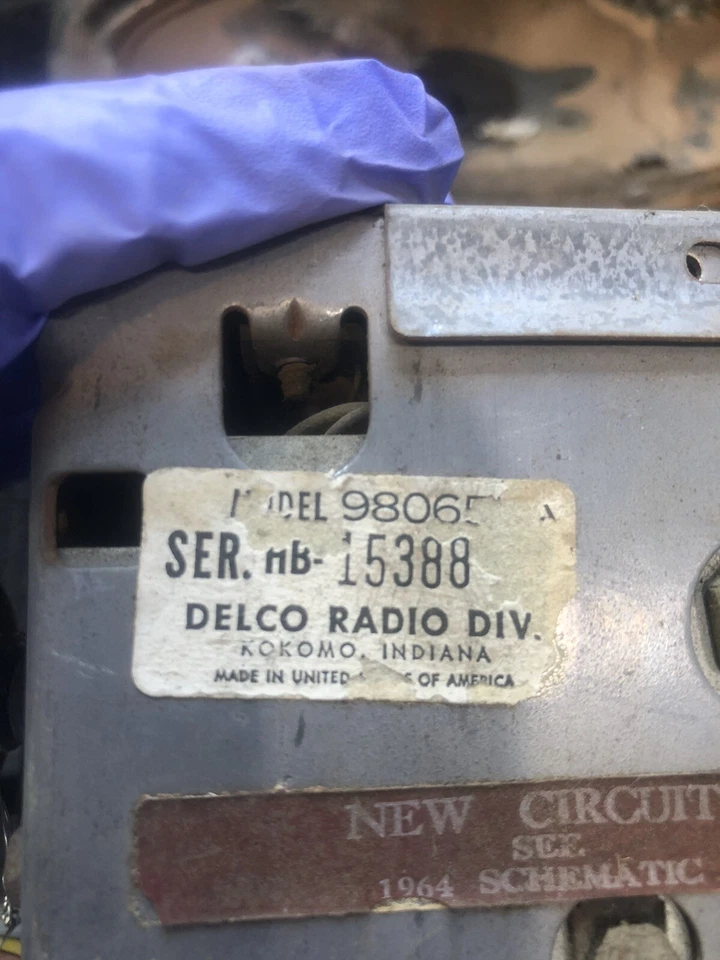 MODEL
SER. HB-15388
DELCO RADIO DIV.
KOKOMO, INDIANA
MADE IN UNITED OF AMERICA
NEW CIRCUIT
SEE
1964 SCHEMATIC